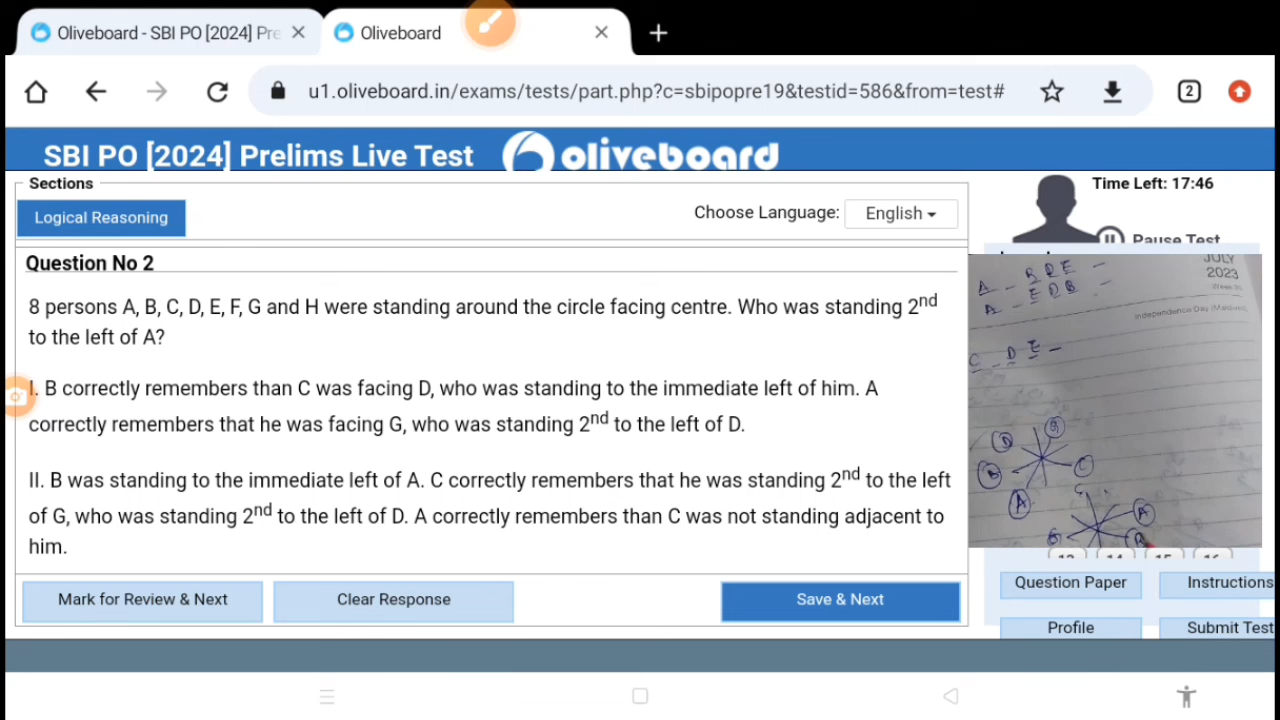 Oliveboard - SBI PO [2024] Pre
Oliveboard
u1.oliveboard.in/exams/tests/part.php?c=sbipopre19&testid=586&from=test#
2
SBI PO [2024] Prelims Live Test oliveboard
Sections
Logical Reasoning
Choose Language: English
Time Left: 17:46
Pause Test
Question No 2
8 persons A, B, C, D, E, F, G and H were standing around the circle facing centre. Who was standing 2nd
to the left of A?
I. B correctly remembers than C was facing D, who was standing to the immediate left of him. A
correctly remembers that he was facing G, who was standing 2nd to the left of D.
II. B was standing to the immediate left of A. C correctly remembers that he was standing 2nd to the left
of G, who was standing 2nd to the left of D. A correctly remembers than C was not standing adjacent to
him.
JULY
2023
A - B D E -
A - E D B -
C - D E -
G
D
B
C
A
C
A
G
B
13 14 15 16
Mark for Review & Next
Clear Response
Save & Next
Question Paper
Instructions
Profile
Submit Test